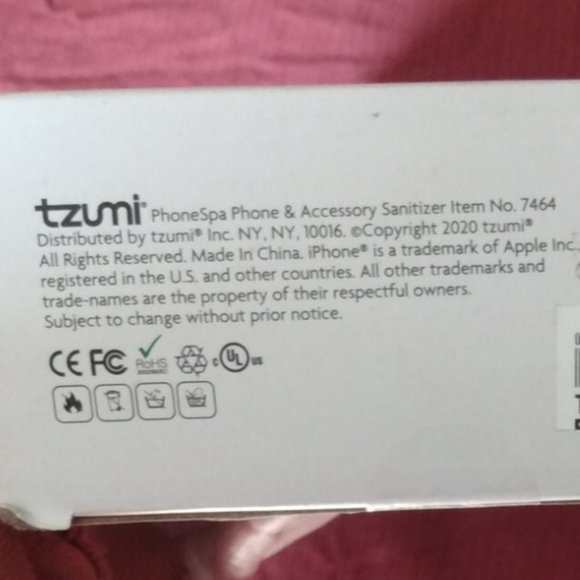 tzumi® PhoneSpa Phone & Accessory Sanitizer Item No. 7464
Distributed by tzumi® Inc. NY, NY, 10016. ©Copyright 2020 tzumi®
All Rights Reserved. Made In China. iPhone® is a trademark of Apple Inc.
registered in the U.S. and other countries. All other trademarks and
trade-names are the property of their respectful owners.
Subject to change without prior notice.
CE FC RoHS c UL us